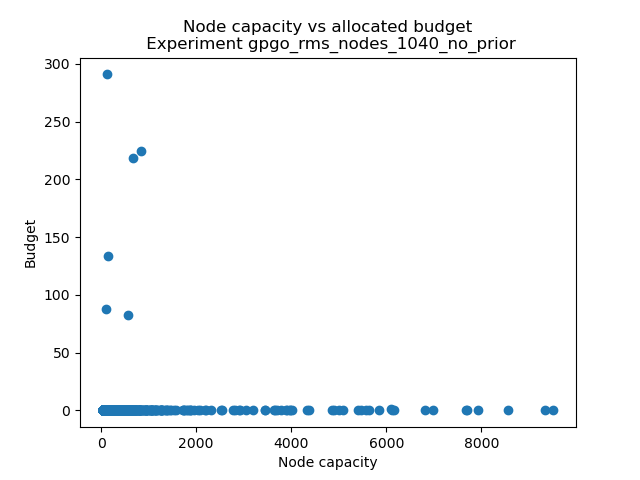 Node capacity vs allocated budget
Experiment gpgo_rms_nodes_1040_no_prior
300
250
200
150
100
50
0
Budget
0 2000 4000 6000 8000
Node capacity